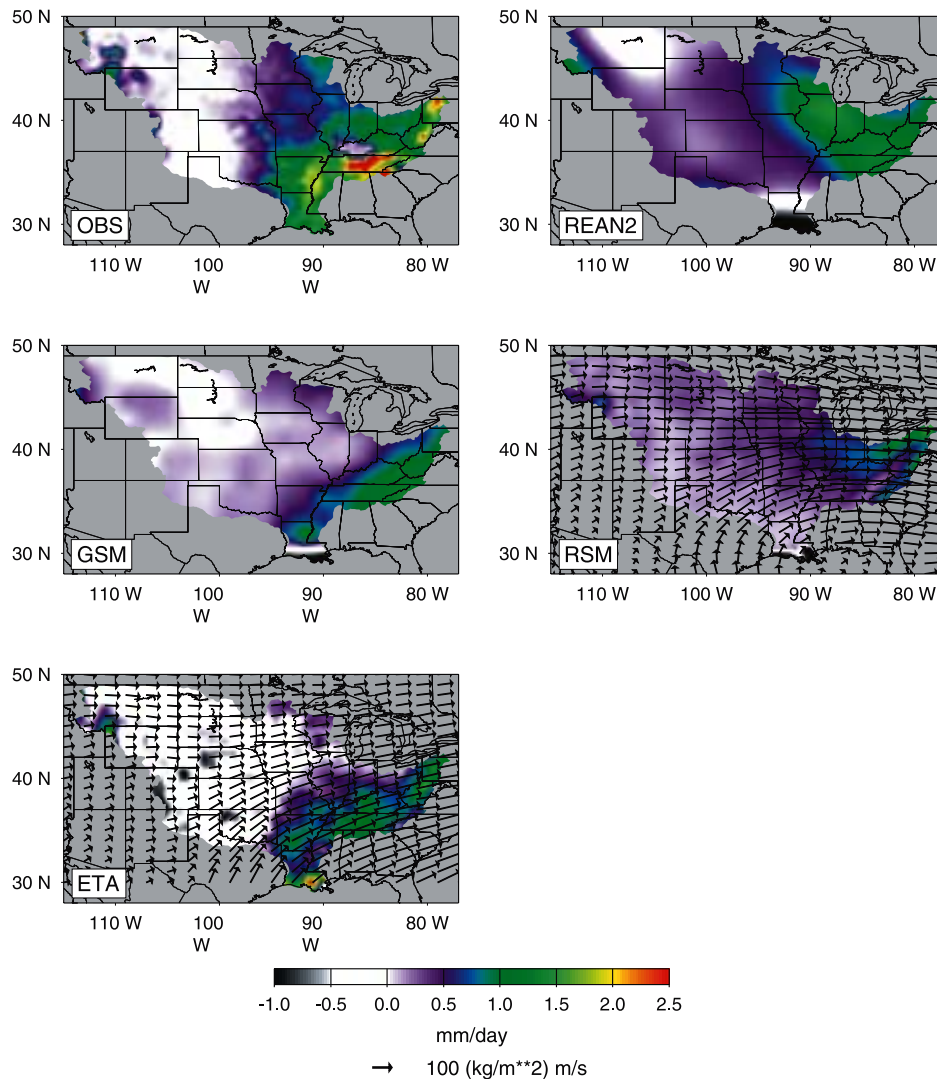 50 N 50 N
40 N 40 N
30 N 30 N
OBS REAN2
110 W 100 W 90 W 80 W 110 W 100 W 90 W 80 W
50 N 50 N
40 N 40 N
30 N 30 N
GSM RSM
110 W 100 W 90 W 80 W 110 W 100 W 90 W 80 W
50 N
40 N
30 N
ETA
110 W 100 W 90 W 80 W
-1.0 -0.5 0.0 0.5 1.0 1.5 2.0 2.5
mm/day
100 (kg/m**2) m/s